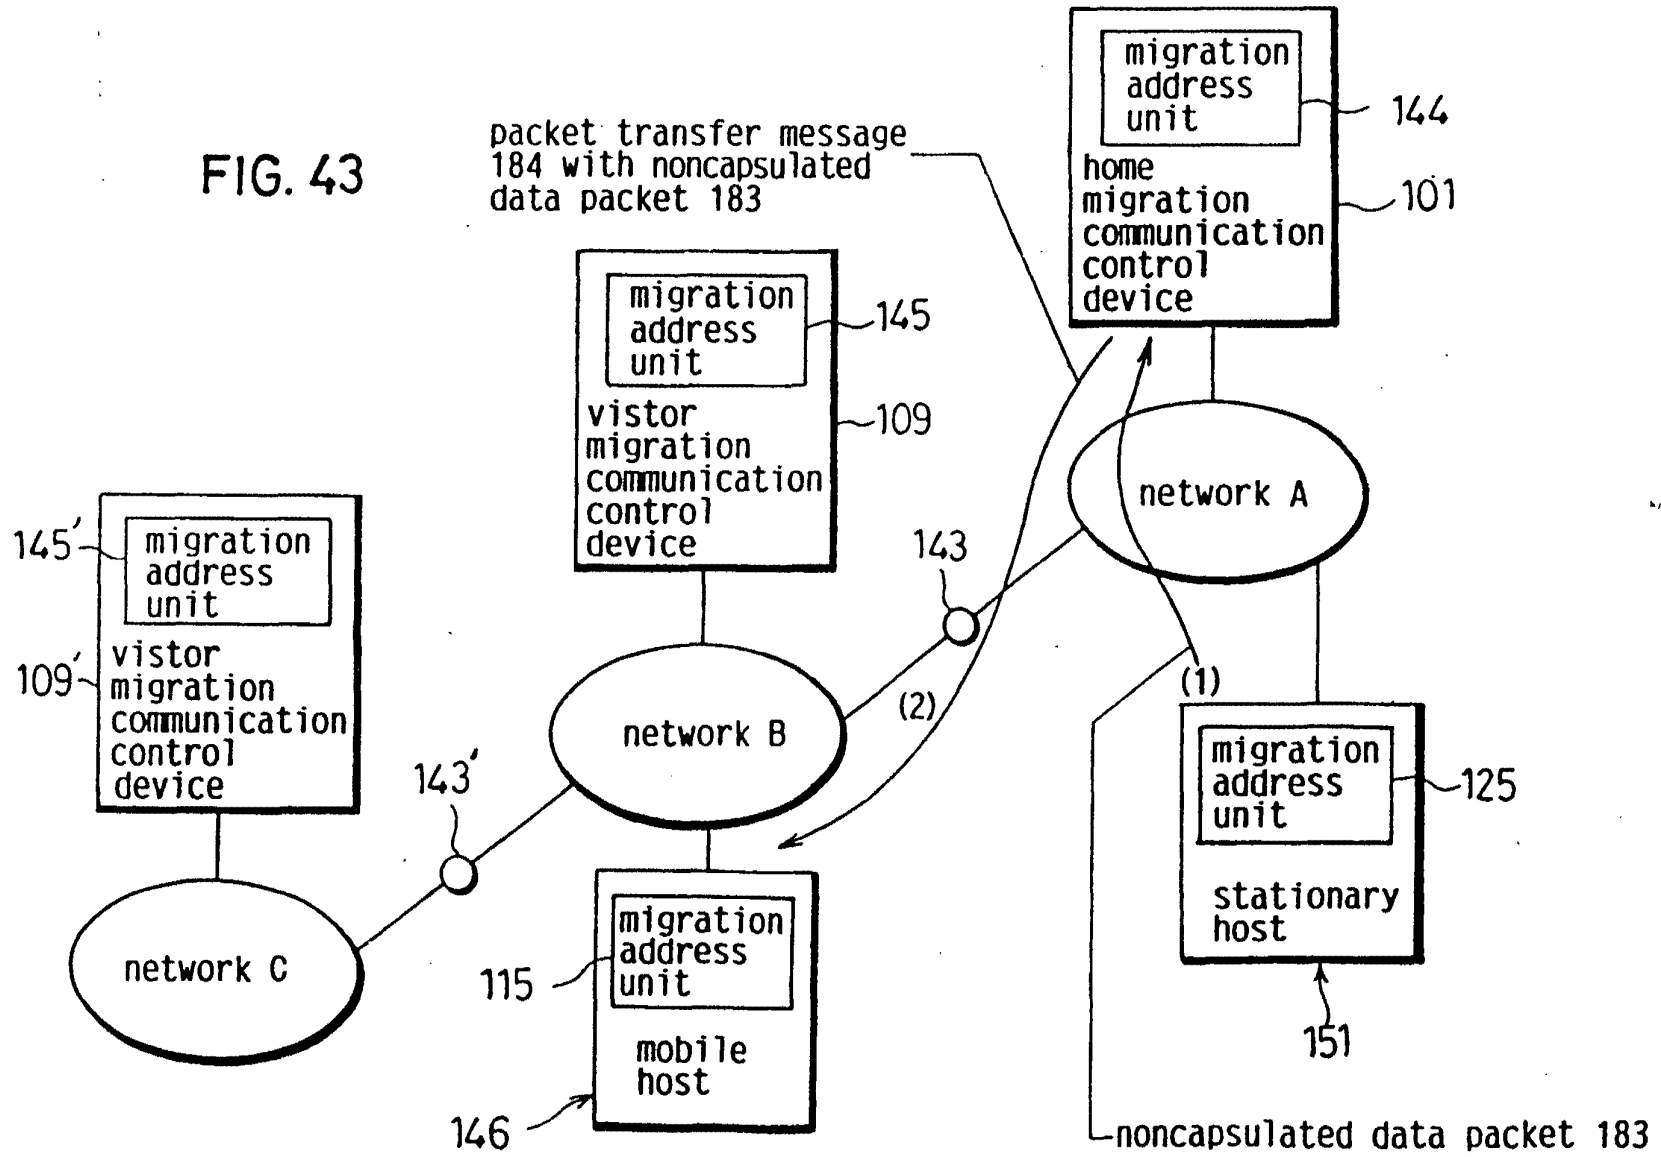 FIG. 43
packet transfer message
184 with noncapsulated
data packet 183
migration
address
unit
144
home
migration
communication
control
device
101
migration
address
unit
145
vistor
migration
communication
control
device
109
network A
143
145'
migration
address
unit
109'
vistor
migration
communication
control
device
network B
(2)
(1)
143'
migration
address
unit
125
stationary
host
151
network C
115
migration
address
unit
mobile
host
146
noncapsulated data packet 183